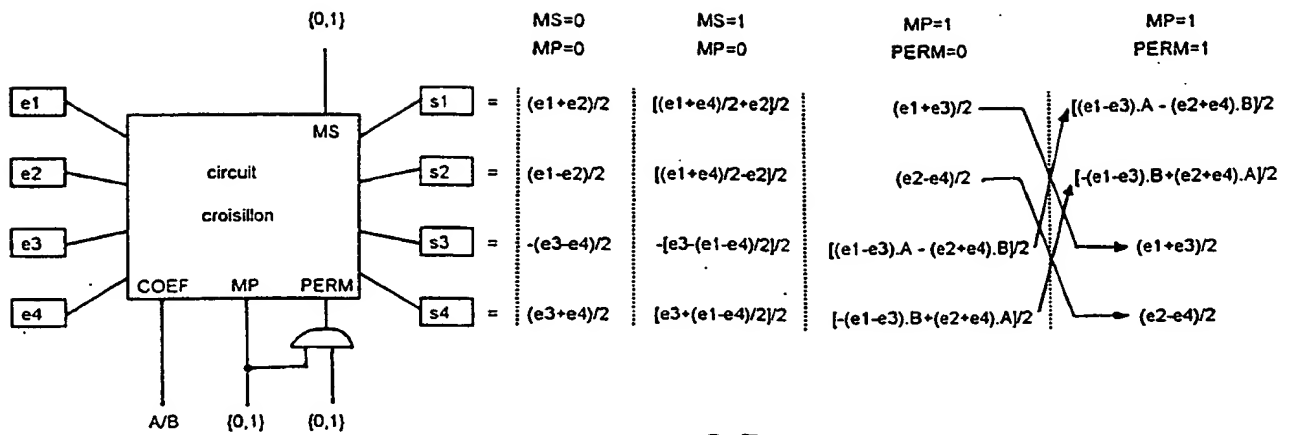 {0,1} MS=0 MS=1 MP=1 MP=1
MP=0 MP=0 PERM=0 PERM=1
e1 s1 = (e1+e2)/2 [(e1+e4)/2+e2]/2 (e1+e3)/2 [(e1-e3).A - (e2+e4).B]/2
MS
e2 circuit s2 = (e1-e2)/2 [(e1+e4)/2-e2]/2 (e2-e4)/2 [-(e1-e3).B+(e2+e4).A]/2
croisillon
e3 s3 = -(e3-e4)/2 -[e3-(e1-e4)/2]/2 [(e1-e3).A - (e2+e4).B]/2 (e1+e3)/2
COEF MP PERM
e4 s4 = (e3+e4)/2 [e3+(e1-e4)/2]/2 [-(e1-e3).B+(e2+e4).A]/2 (e2-e4)/2
A/B {0,1} {0,1}